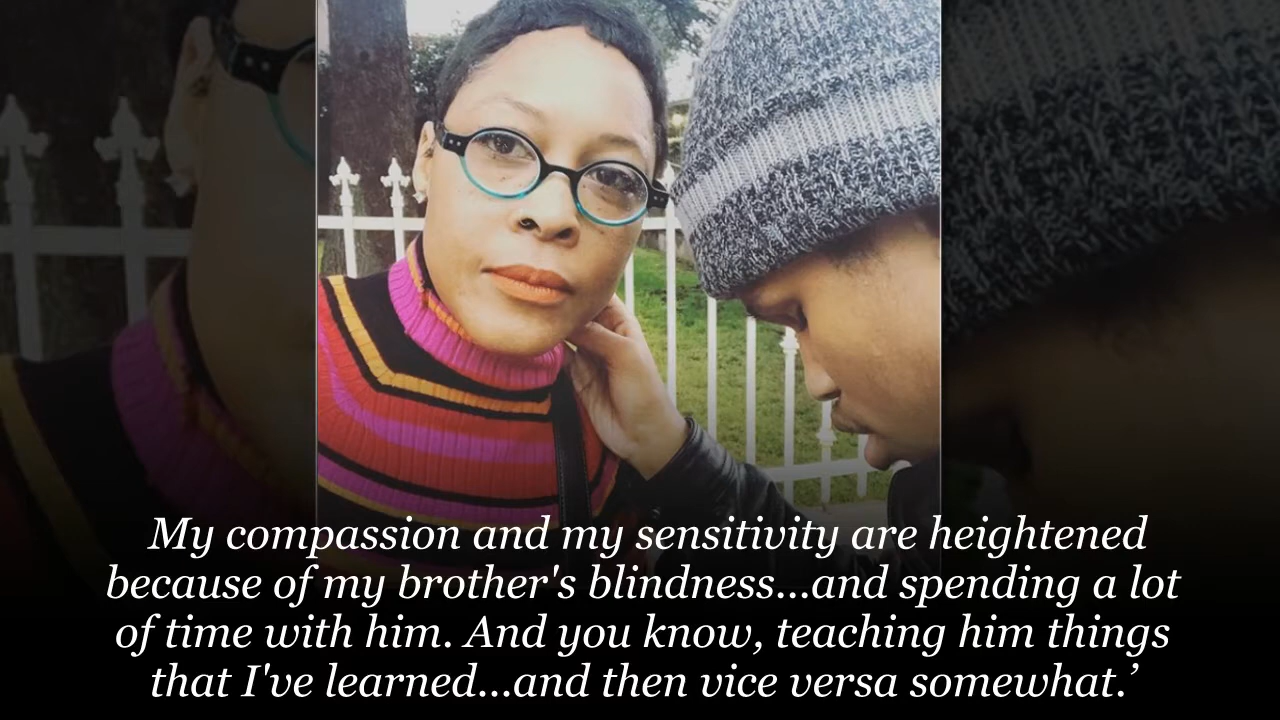 My compassion and my sensitivity are heightened
because of my brother's blindness...and spending a lot
of time with him. And you know, teaching him things
that I've learned...and then vice versa somewhat.’